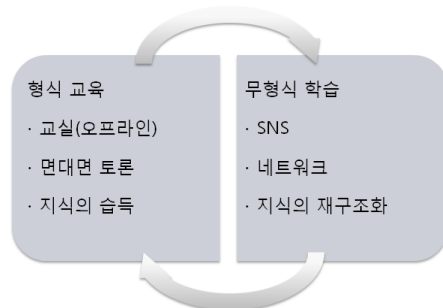 형식 교육
· 교실(오프라인)
· 면대면 토론
· 지식의 습득
무형식 학습
· SNS
· 네트워크
· 지식의 재구조화